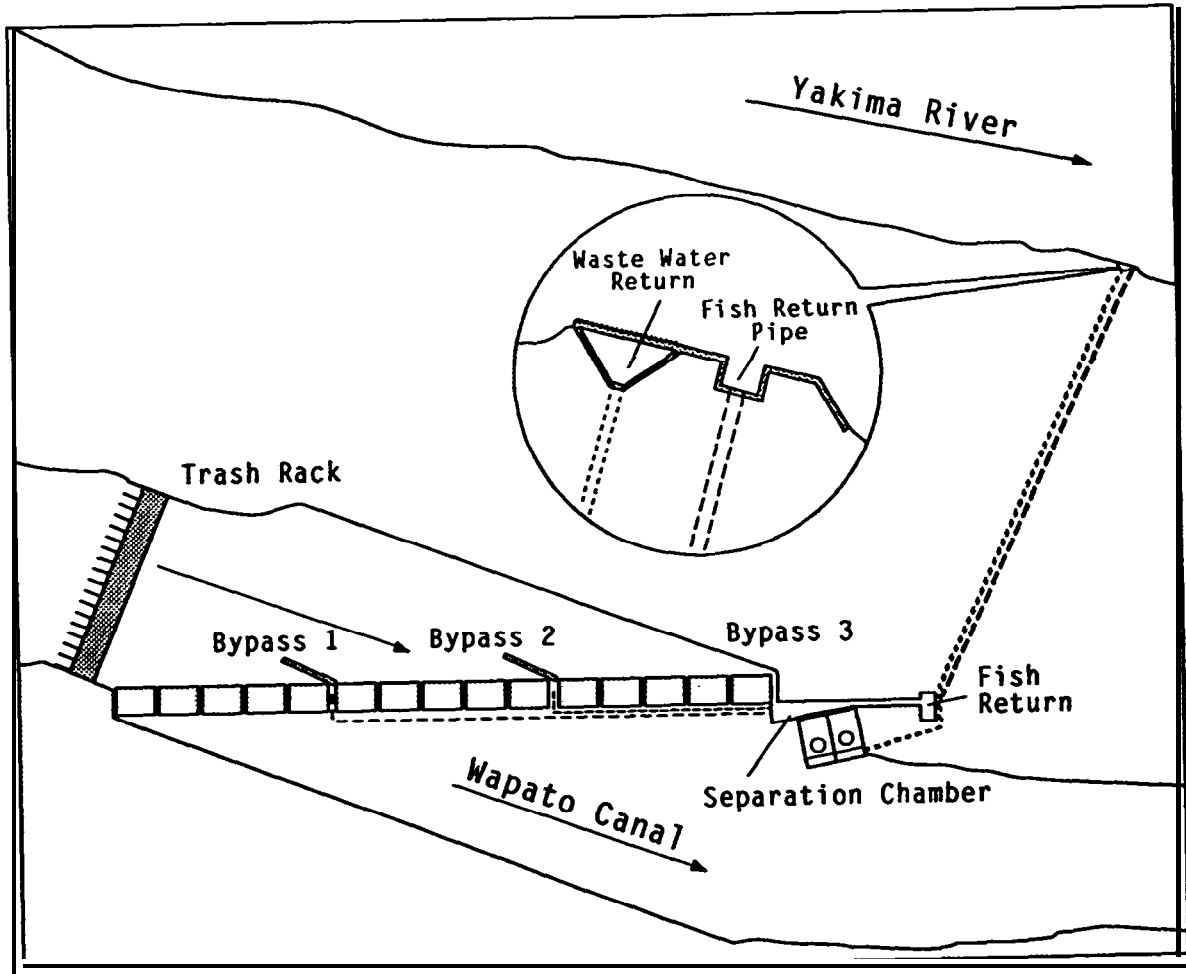 Yakima River
Waste Water
Return
Fish Return
Pipe
Trash Rack
Bypass 1
Bypass 2
Bypass 3
Fish
Return
Separation Chamber
Wapato Canal